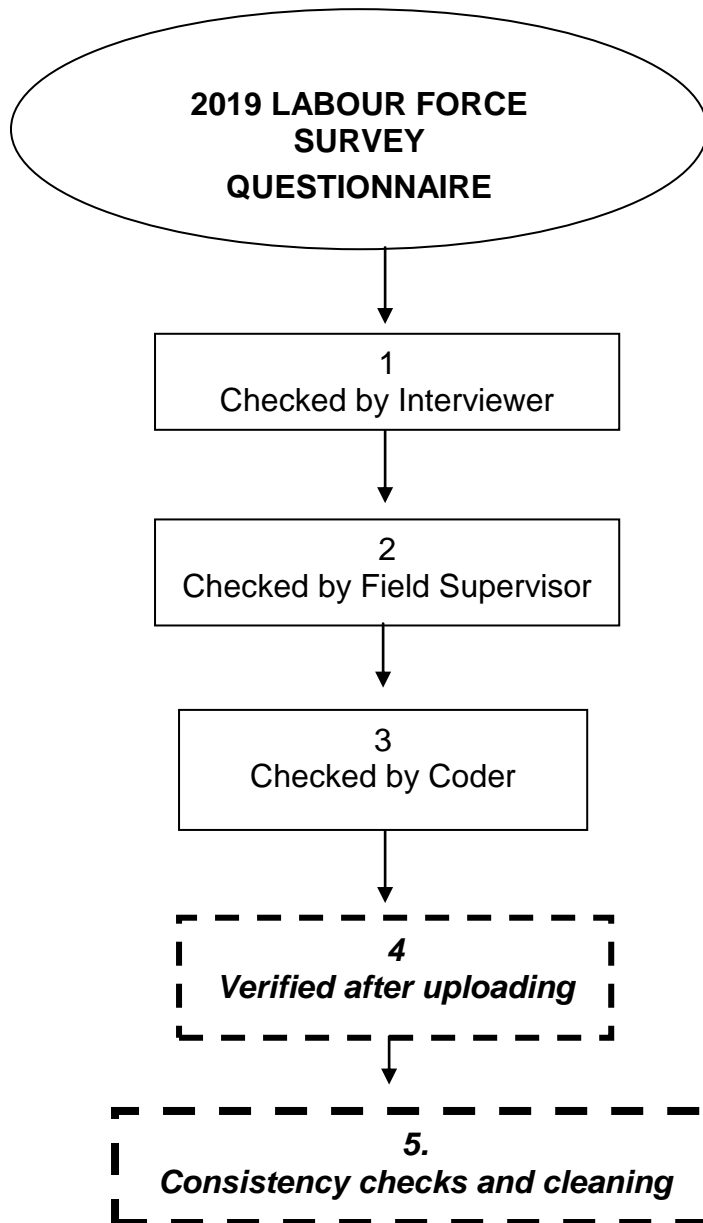 2019 LABOUR FORCE
SURVEY
QUESTIONNAIRE
1
Checked by Interviewer
2
Checked by Field Supervisor
3
Checked by Coder
4
Verified after uploading
5.
Consistency checks and cleaning